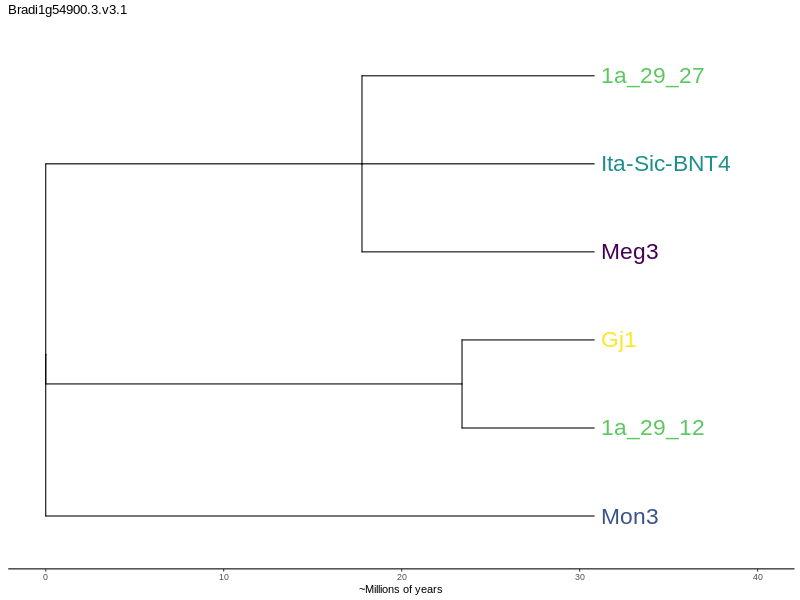 Bradi1g54900.3.v3.1
1a_29_27
Ita-Sic-BNT4
Meg3
Gj1
1a_29_12
Mon3
0 10 20 30 40
~Millions of years